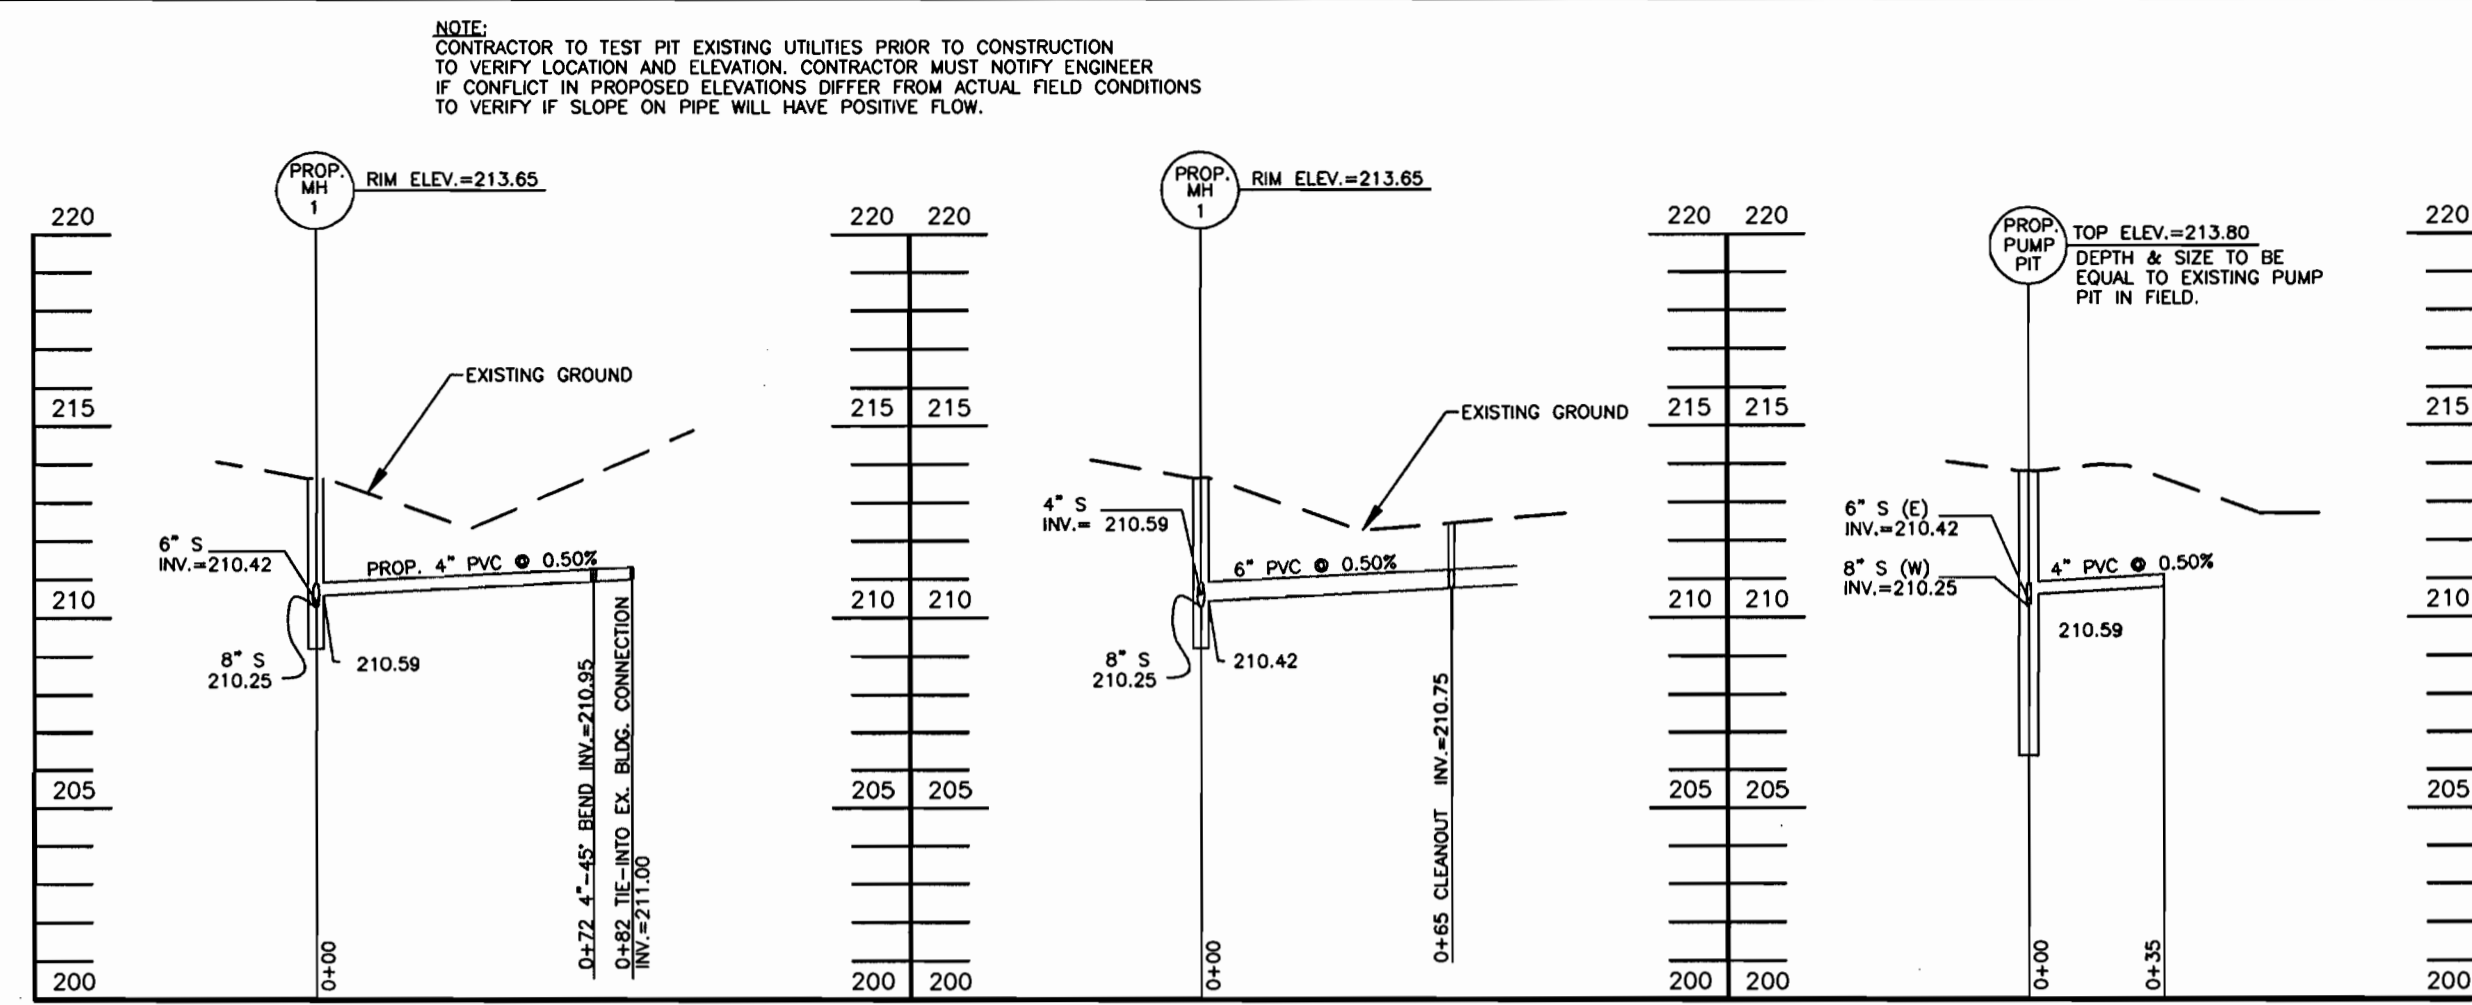 NOTE:
CONTRACTOR TO TEST PIT EXISTING UTILITIES PRIOR TO CONSTRUCTION
TO VERIFY LOCATION AND ELEVATION. CONTRACTOR MUST NOTIFY ENGINEER
IF CONFLICT IN PROPOSED ELEVATIONS DIFFER FROM ACTUAL FIELD CONDITIONS
TO VERIFY IF SLOPE ON PIPE WILL HAVE POSITIVE FLOW.
PROP.
MH
1
RIM ELEV.=213.65
220
215
210
205
200
EXISTING GROUND
6" S
INV.=210.42
PROP. 4" PVC @ 0.50%
8" S
210.25
210.59
0+00
0+72 4"-45° BEND INV.=210.95
0+82 TIE-INTO EX. BLDG. CONNECTION
INV.=211.00
220
215
210
205
200
220
215
210
205
200
PROP.
MH
1
RIM ELEV.=213.65
EXISTING GROUND
4" S
INV.= 210.59
6" PVC @ 0.50%
8" S
210.25
210.42
0+00
0+65 CLEANOUT INV.=210.75
220
215
210
205
200
220
215
210
205
200
PROP.
PUMP
PIT
TOP ELEV.=213.80
DEPTH & SIZE TO BE
EQUAL TO EXISTING PUMP
PIT IN FIELD.
6" S (E)
INV.=210.42
8" S (W)
INV.=210.25
4" PVC @ 0.50%
210.59
0+00
0+35
220
215
210
205
200